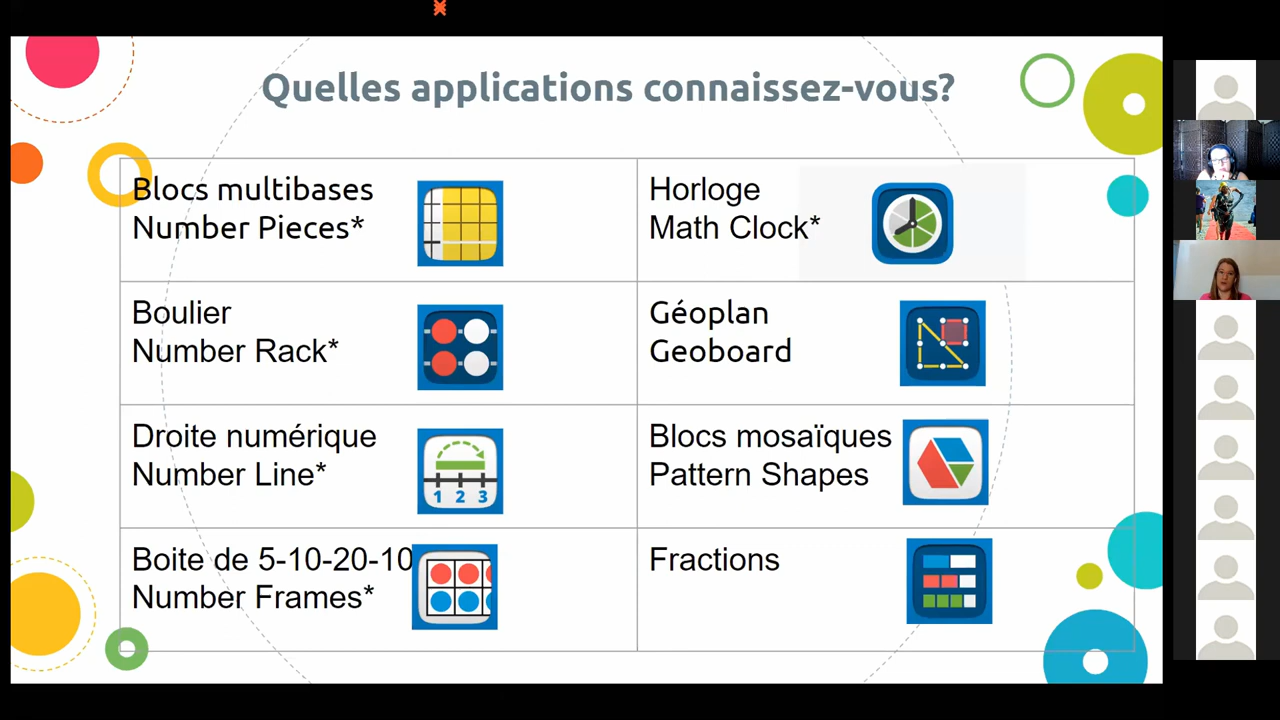 Quelles applications connaissez-vous?
Blocs multibases
Number Pieces*
Horloge
Math Clock*
Boulier
Number Rack*
Géoplan
Geoboard
Droite numérique
Number Line*
1 2 3
Blocs mosaïques
Pattern Shapes
Boite de 5-10-20-10
Number Frames*
Fractions